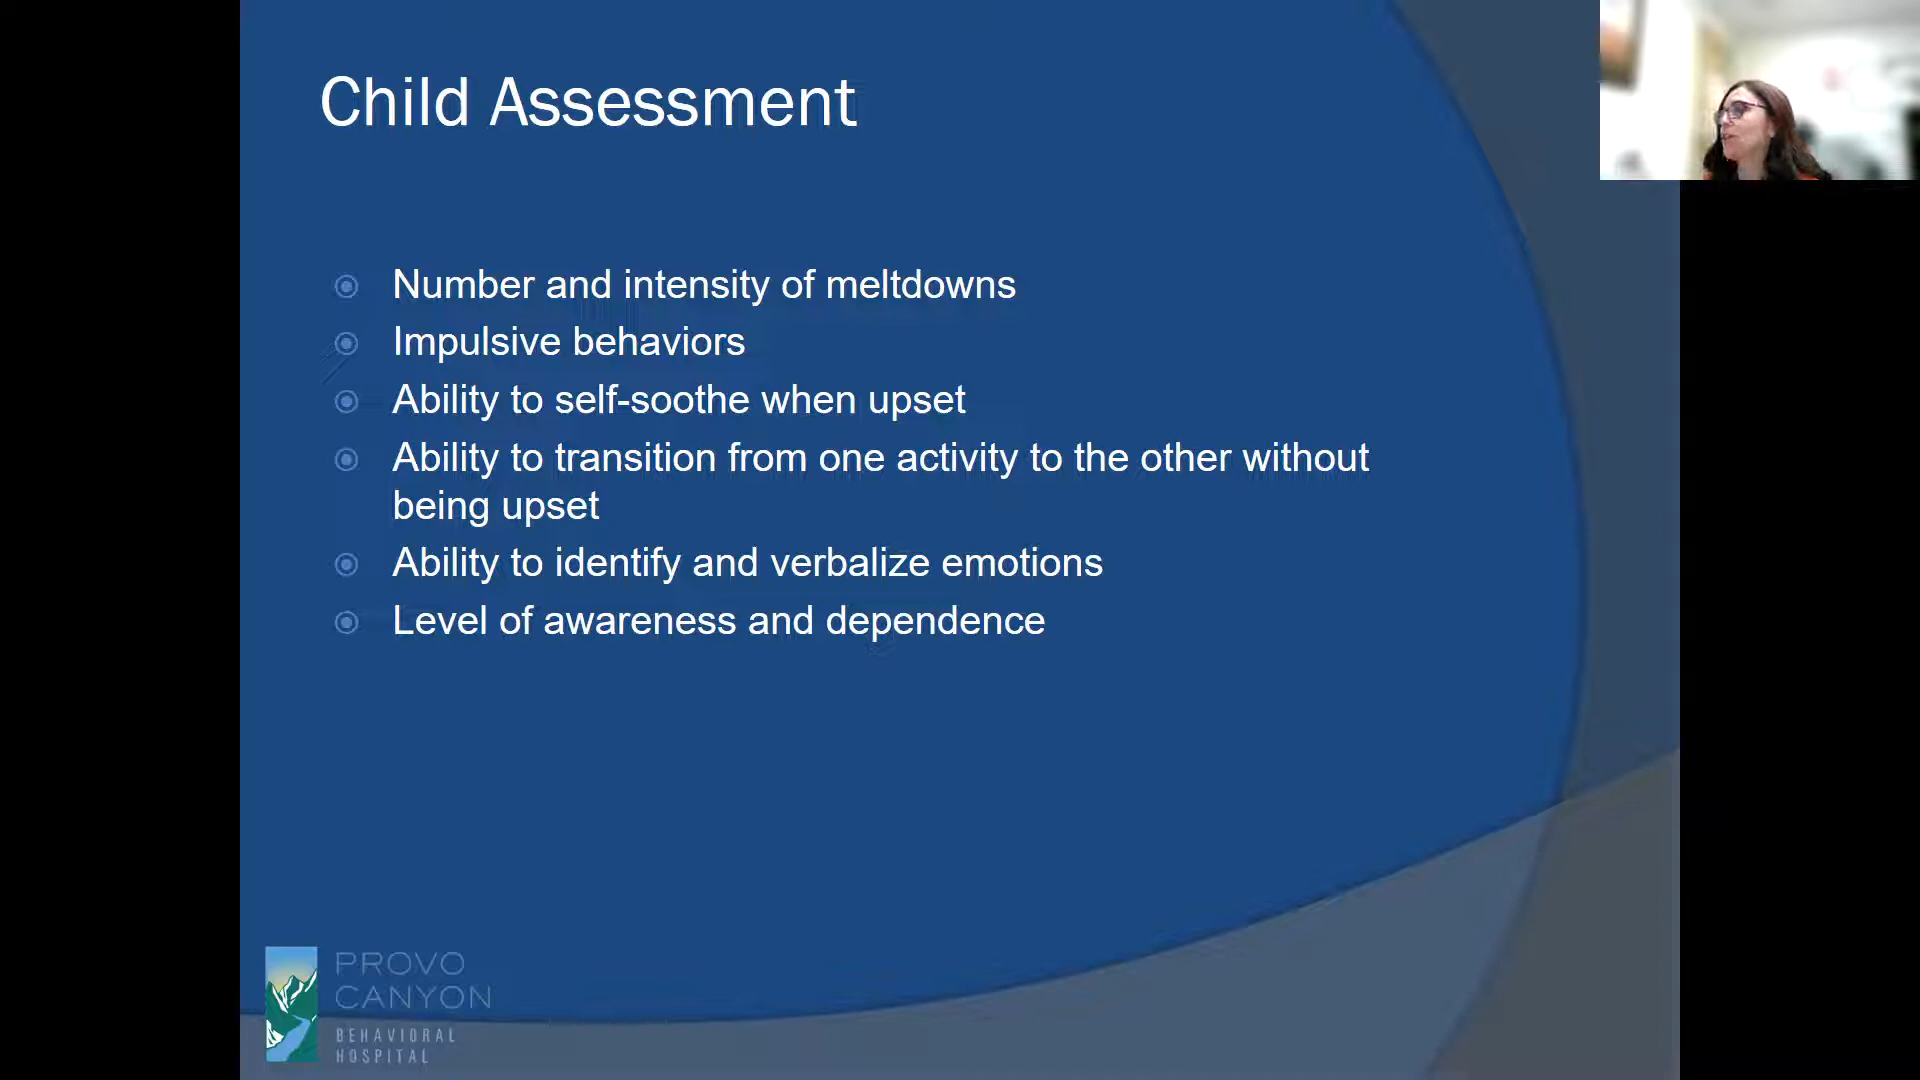 Child Assessment
Number and intensity of meltdowns
Impulsive behaviors
Ability to self-soothe when upset
Ability to transition from one activity to the other without
being upset
Ability to identify and verbalize emotions
Level of awareness and dependence
PROVO
CANYON
BEHAVIORAL
HOSPITAL